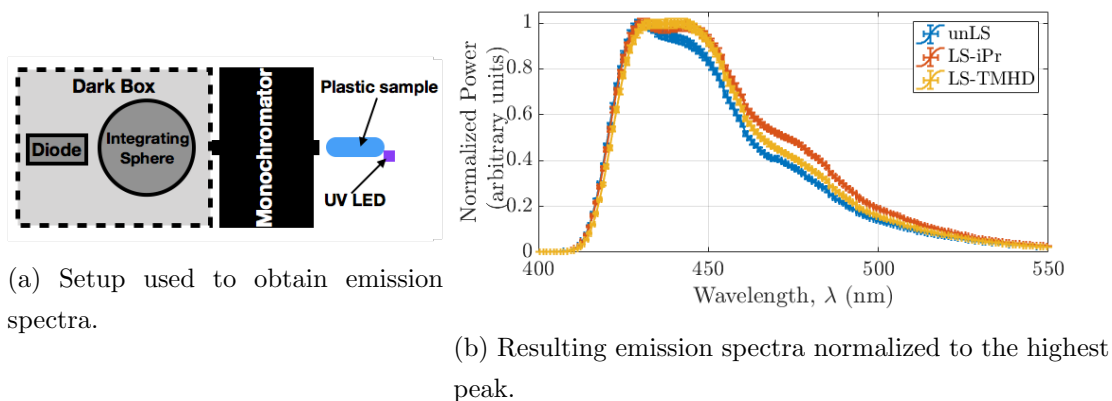 Dark Box
Diode
Integrating
Sphere
Monochromator
Plastic sample
UV LED
(a) Setup used to obtain emission
spectra.
Normalized Power
(arbitrary units)
1
0.8
0.6
0.4
0.2
0
400
450
500
550
Wavelength, λ (nm)
unLS
LS-iPr
LS-TMHD
(b) Resulting emission spectra normalized to the highest
peak.